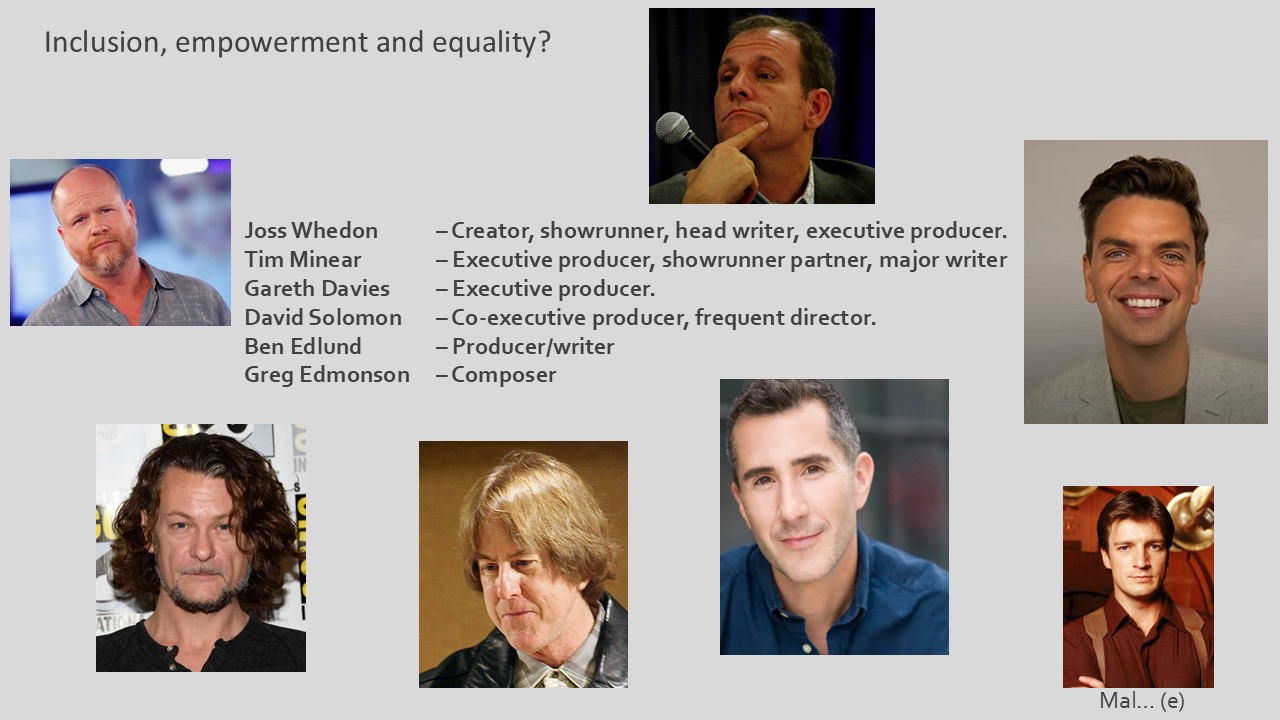 Inclusion, empowerment and equality?
Joss Whedon – Creator, showrunner, head writer, executive producer.
Tim Minear – Executive producer, showrunner partner, major writer
Gareth Davies – Executive producer.
David Solomon – Co-executive producer, frequent director.
Ben Edlund – Producer/writer
Greg Edmonson – Composer
Mal... (e)